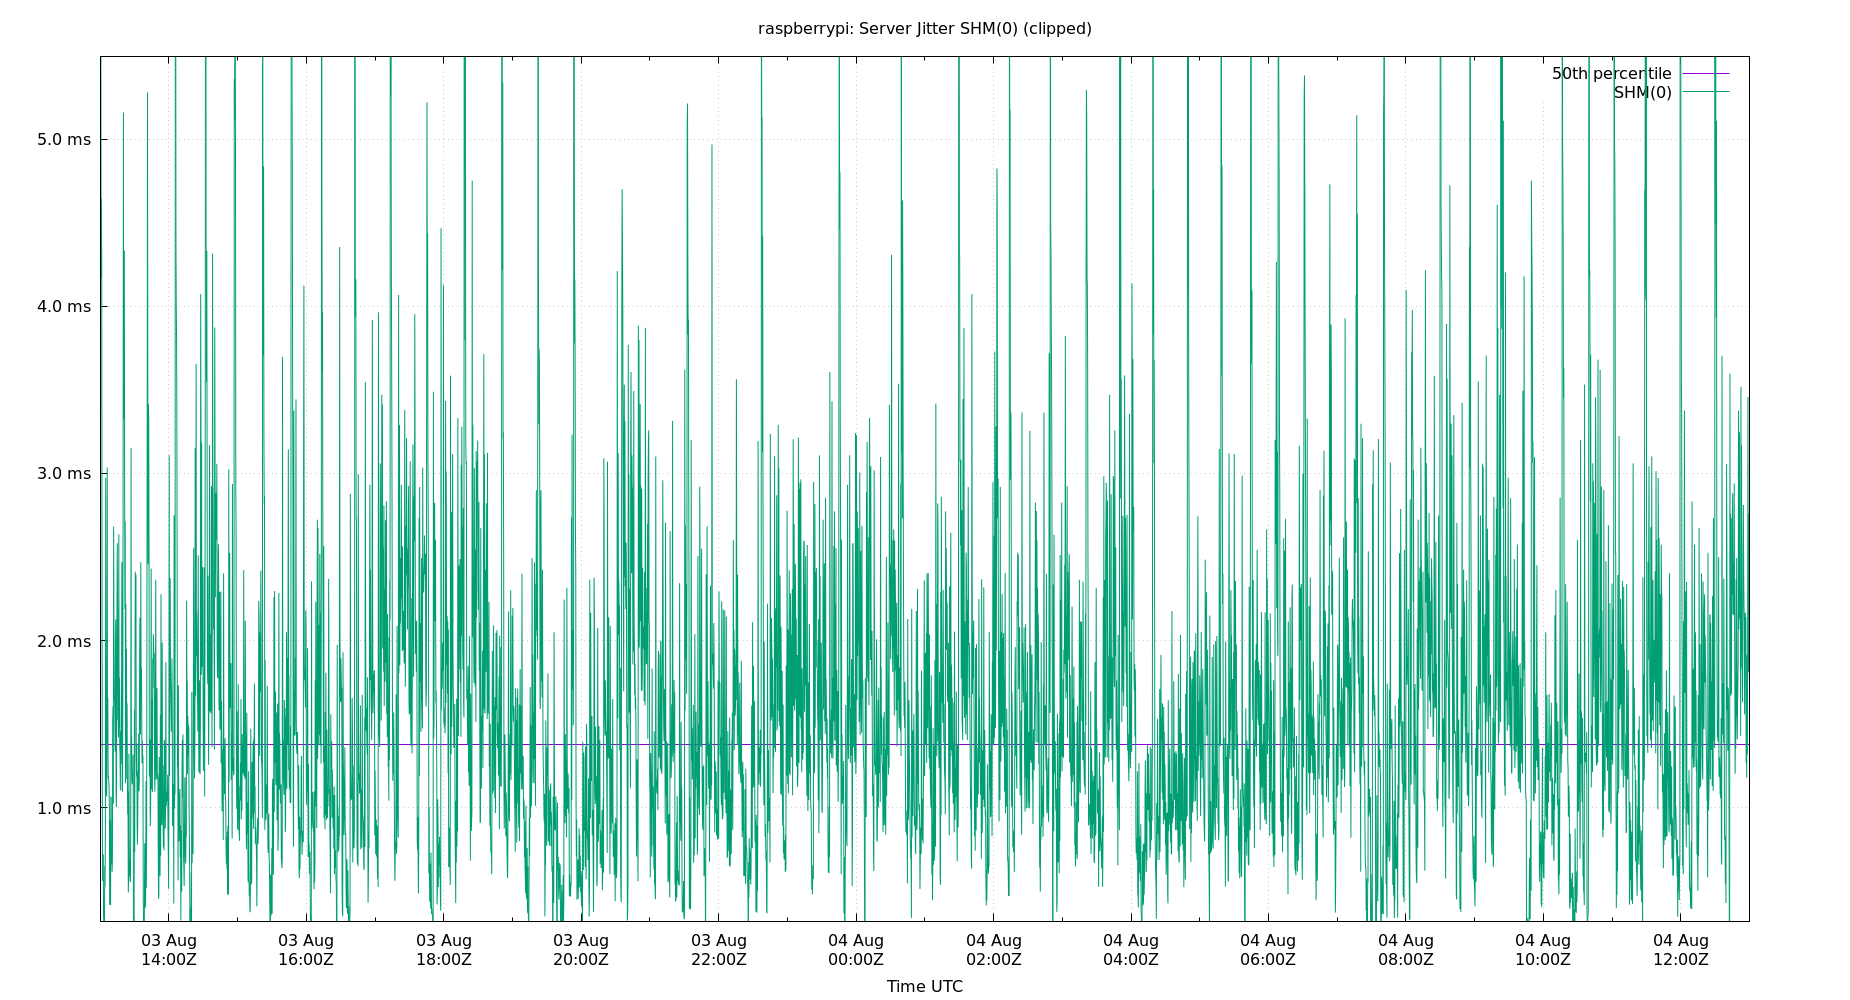 raspberrypi: Server Jitter SHM(0) (clipped)
50th percentile
SHM(0)
5.0 ms
4.0 ms
3.0 ms
2.0 ms
1.0 ms
03 Aug 03 Aug 03 Aug 03 Aug 03 Aug 04 Aug 04 Aug 04 Aug 04 Aug 04 Aug 04 Aug 04 Aug
14:00Z 16:00Z 18:00Z 20:00Z 22:00Z 00:00Z 02:00Z 04:00Z 06:00Z 08:00Z 10:00Z 12:00Z
Time UTC